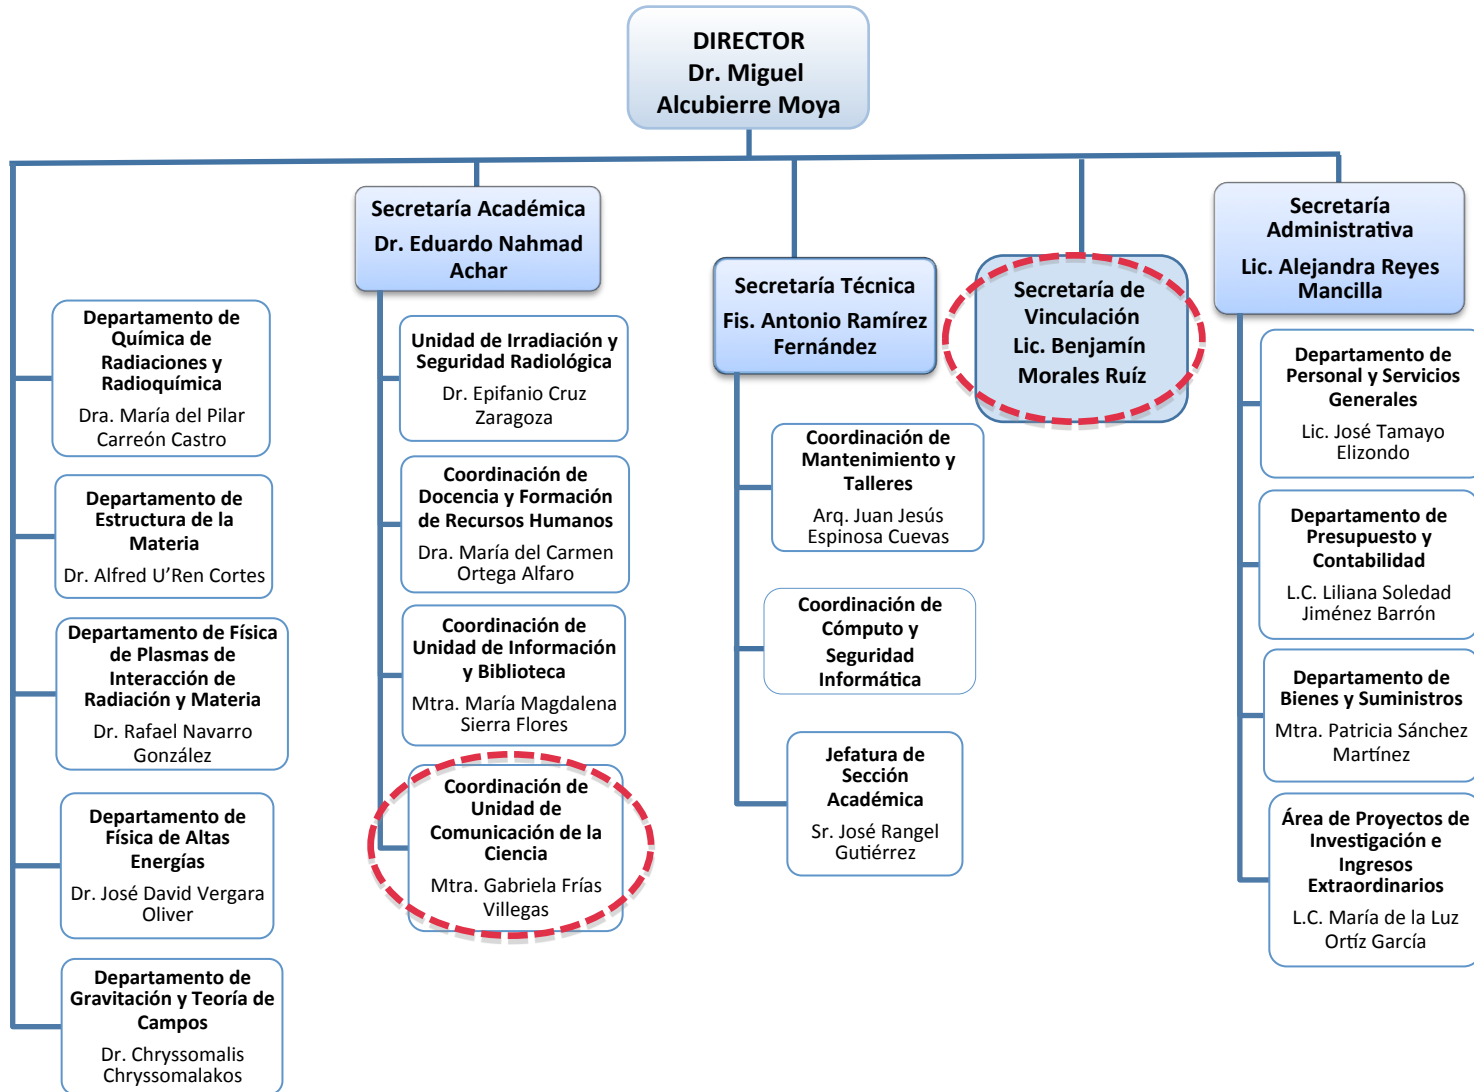 DIRECTOR
Dr. Miguel
Alcubierre Moya
Secretaría Académica
Dr. Eduardo Nahmad
Achar
Secretaría Técnica
Fis. Antonio Ramírez
Fernández
Secretaría de
Vinculación
Lic. Benjamín
Morales Ruíz
Secretaría
Administrativa
Lic. Alejandra Reyes
Mancilla
Departamento de
Química de
Radiaciones y
Radioquímica
Dra. María del Pilar
Carreón Castro
Departamento de
Estructura de la
Materia
Dr. Alfred U’Ren Cortes
Departamento de Física
de Plasmas de
Interacción de
Radiación y Materia
Dr. Rafael Navarro
González
Departamento de
Física de Altas
Energías
Dr. José David Vergara
Oliver
Departamento de
Gravitación y Teoría de
Campos
Dr. Chryssomalis
Chryssomalakos
Unidad de Irradiación y
Seguridad Radiológica
Dr. Epifanio Cruz
Zaragoza
Coordinación de
Docencia y Formación
de Recursos Humanos
Dra. María del Carmen
Ortega Alfaro
Coordinación de
Unidad de Información
y Biblioteca
Mtra. María Magdalena
Sierra Flores
Coordinación de
Unidad de
Comunicación de la
Ciencia
Mtra. Gabriela Frías
Villegas
Coordinación de
Mantenimiento y
Talleres
Arq. Juan Jesús
Espinosa Cuevas
Coordinación de
Cómputo y
Seguridad
Informática
Jefatura de
Sección
Académica
Sr. José Rangel
Gutiérrez
Departamento de
Personal y Servicios
Generales
Lic. José Tamayo
Elizondo
Departamento de
Presupuesto y
Contabilidad
L.C. Liliana Soledad
Jiménez Barrón
Departamento de
Bienes y Suministros
Mtra. Patricia Sánchez
Martínez
Área de Proyectos de
Investigación e
Ingresos
Extraordinarios
L.C. María de la Luz
Ortíz García